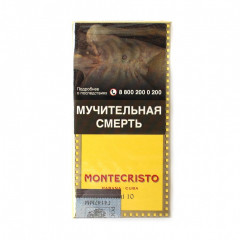 Подробнее
о последствиях
8 800 200 0 200
МУЧИТЕЛЬНАЯ
СМЕРТЬ
MONTECRISTO
HABANA CUBA
10